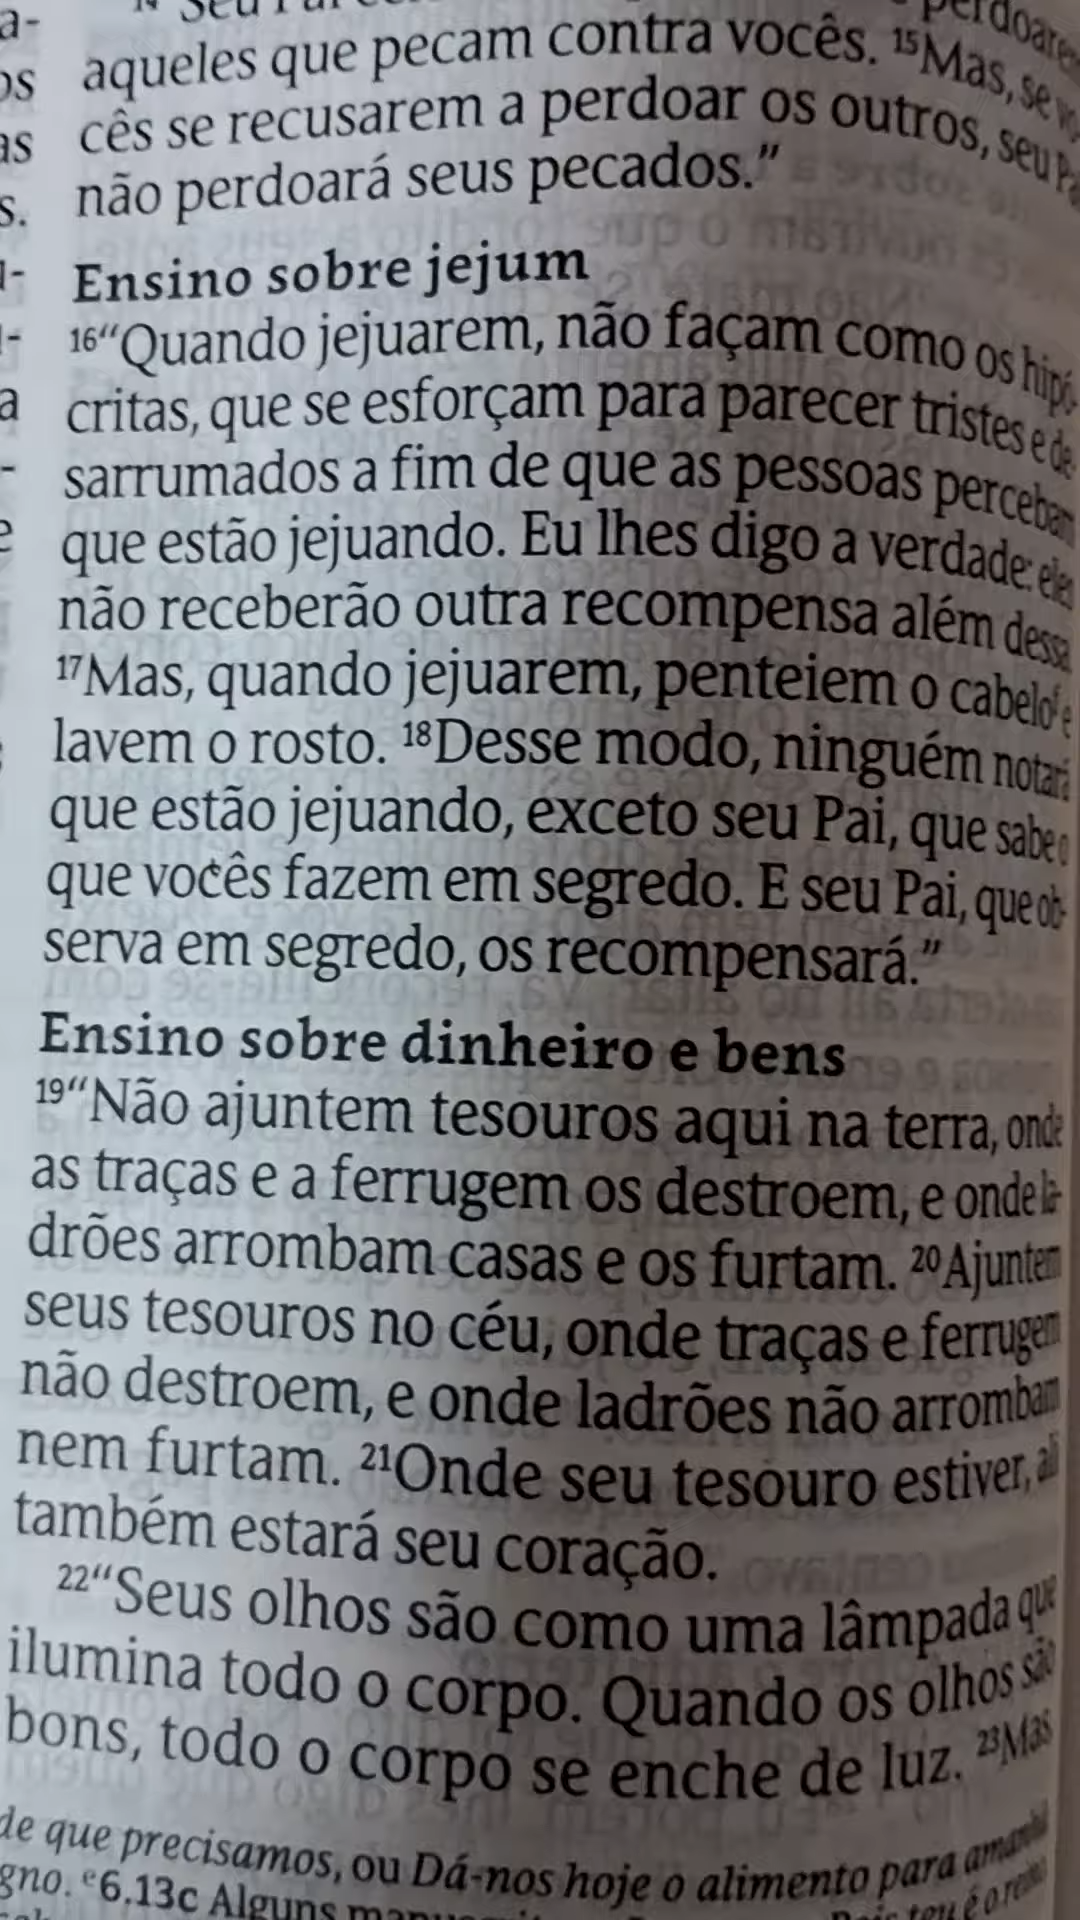 14 Seu
aqueles que pecam contra vocês. 15Mas, se vo-
cês se recusarem a perdoar os outros, seu Pa
não perdoará seus pecados.”
Ensino sobre jejum
16“Quando jejuarem, não façam como os hipó-
critas, que se esforçam para parecer tristes e de-
sarrumados a fim de que as pessoas percebam
que estão jejuando. Eu lhes digo a verdade: eles
não receberão outra recompensa além dessa
17Mas, quando jejuarem, penteiem o cabelof e
lavem o rosto. 18Desse modo, ninguém notará
que estão jejuando, exceto seu Pai, que sabe o
que vocês fazem em segredo. E seu Pai, que ob-
serva em segredo, os recompensará.”
Ensino sobre dinheiro e bens
19“Não ajuntem tesouros aqui na terra, onde
as traças e a ferrugem os destroem, e onde la-
drões arrombam casas e os furtam. 20Ajuntem
seus tesouros no céu, onde traças e ferrugem
não destroem, e onde ladrões não arrombam
nem furtam. 21Onde seu tesouro estiver, ali
também estará seu coração.
22“Seus olhos são como uma lâmpada que
ilumina todo o corpo. Quando os olhos são
bons, todo o corpo se enche de luz. 23Mas
de que precisamos, ou Dá-nos hoje o alimento para amanhã
gno. e6.13c Alguns teu é o reino